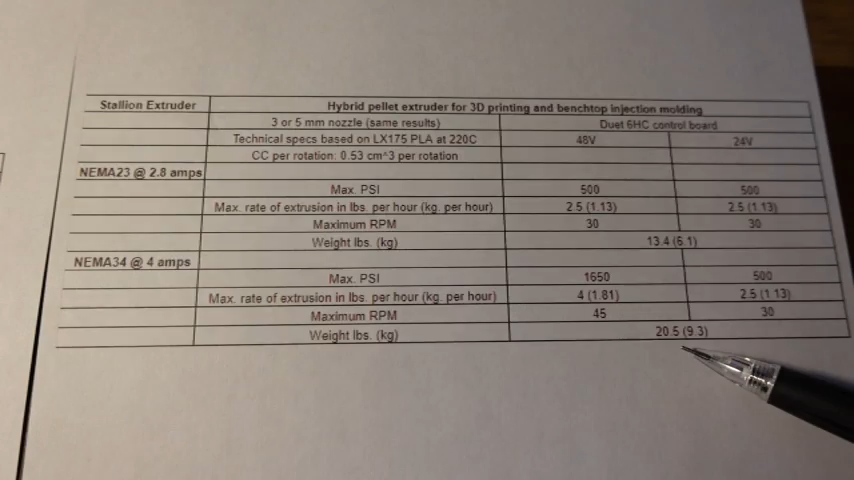 Stallion Extruder Hybrid pellet extruder for 3D printing and benchtop injection molding
3 or 5 mm nozzle (same results) Duet 6HC control board
Technical specs based on LX175 PLA at 220C 48V 24V
CC per rotation: 0.53 cm^3 per rotation
NEMA23 @ 2.8 amps
Max. PSI 500 500
Max. rate of extrusion in lbs. per hour (kg. per hour) 2.5 (1.13) 2.5 (1.13)
Maximum RPM 30 30
Weight lbs. (kg) 13.4 (6.1)
NEMA34 @ 4 amps
Max. PSI 1650 500
Max. rate of extrusion in lbs. per hour (kg. per hour) 4 (1.81) 2.5 (1.13)
Maximum RPM 45 30
Weight lbs. (kg) 20.5 (9.3)